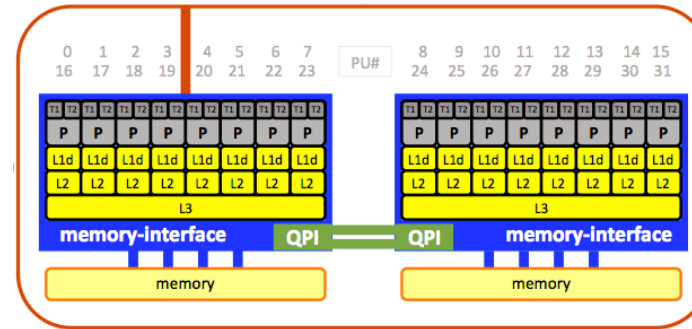 0 1 2 3 4 5 6 7 PU# 8 9 10 11 12 13 14 15
16 17 18 19 20 21 22 23 24 25 26 27 28 29 30 31
T1 T2 T1 T2 T1 T2 T1 T2 T1 T2 T1 T2 T1 T2 T1 T2 T1 T2 T1 T2 T1 T2 T1 T2 T1 T2 T1 T2 T1 T2 T1 T2
P P P P P P P P P P P P P P P P
L1d L1d L1d L1d L1d L1d L1d L1d L1d L1d L1d L1d L1d L1d L1d L1d
L2 L2 L2 L2 L2 L2 L2 L2 L2 L2 L2 L2 L2 L2 L2 L2
L3 L3
memory-interface QPI QPI memory-interface
memory memory